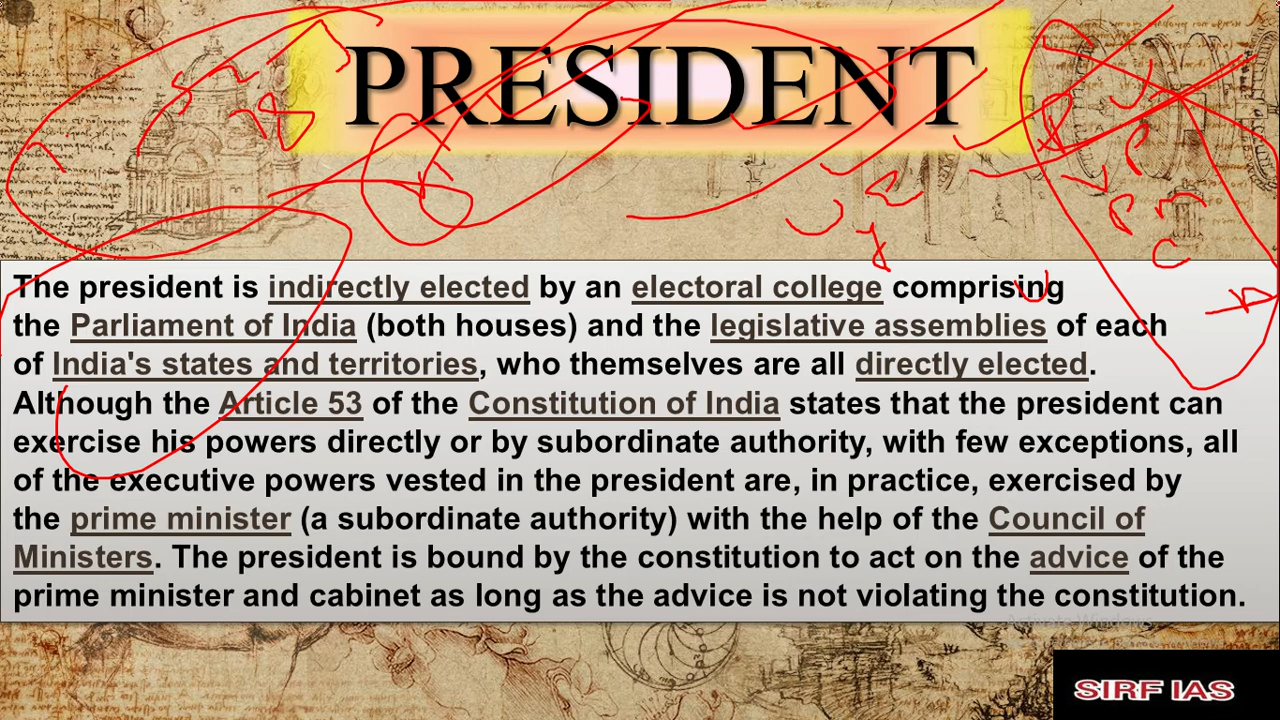 PRESIDENT
The president is indirectly elected by an electoral college comprising
the Parliament of India (both houses) and the legislative assemblies of each
of India's states and territories, who themselves are all directly elected.
Although the Article 53 of the Constitution of India states that the president can
exercise his powers directly or by subordinate authority, with few exceptions, all
of the executive powers vested in the president are, in practice, exercised by
the prime minister (a subordinate authority) with the help of the Council of
Ministers. The president is bound by the constitution to act on the advice of the
prime minister and cabinet as long as the advice is not violating the constitution.
Activate Windows
SIRF IAS